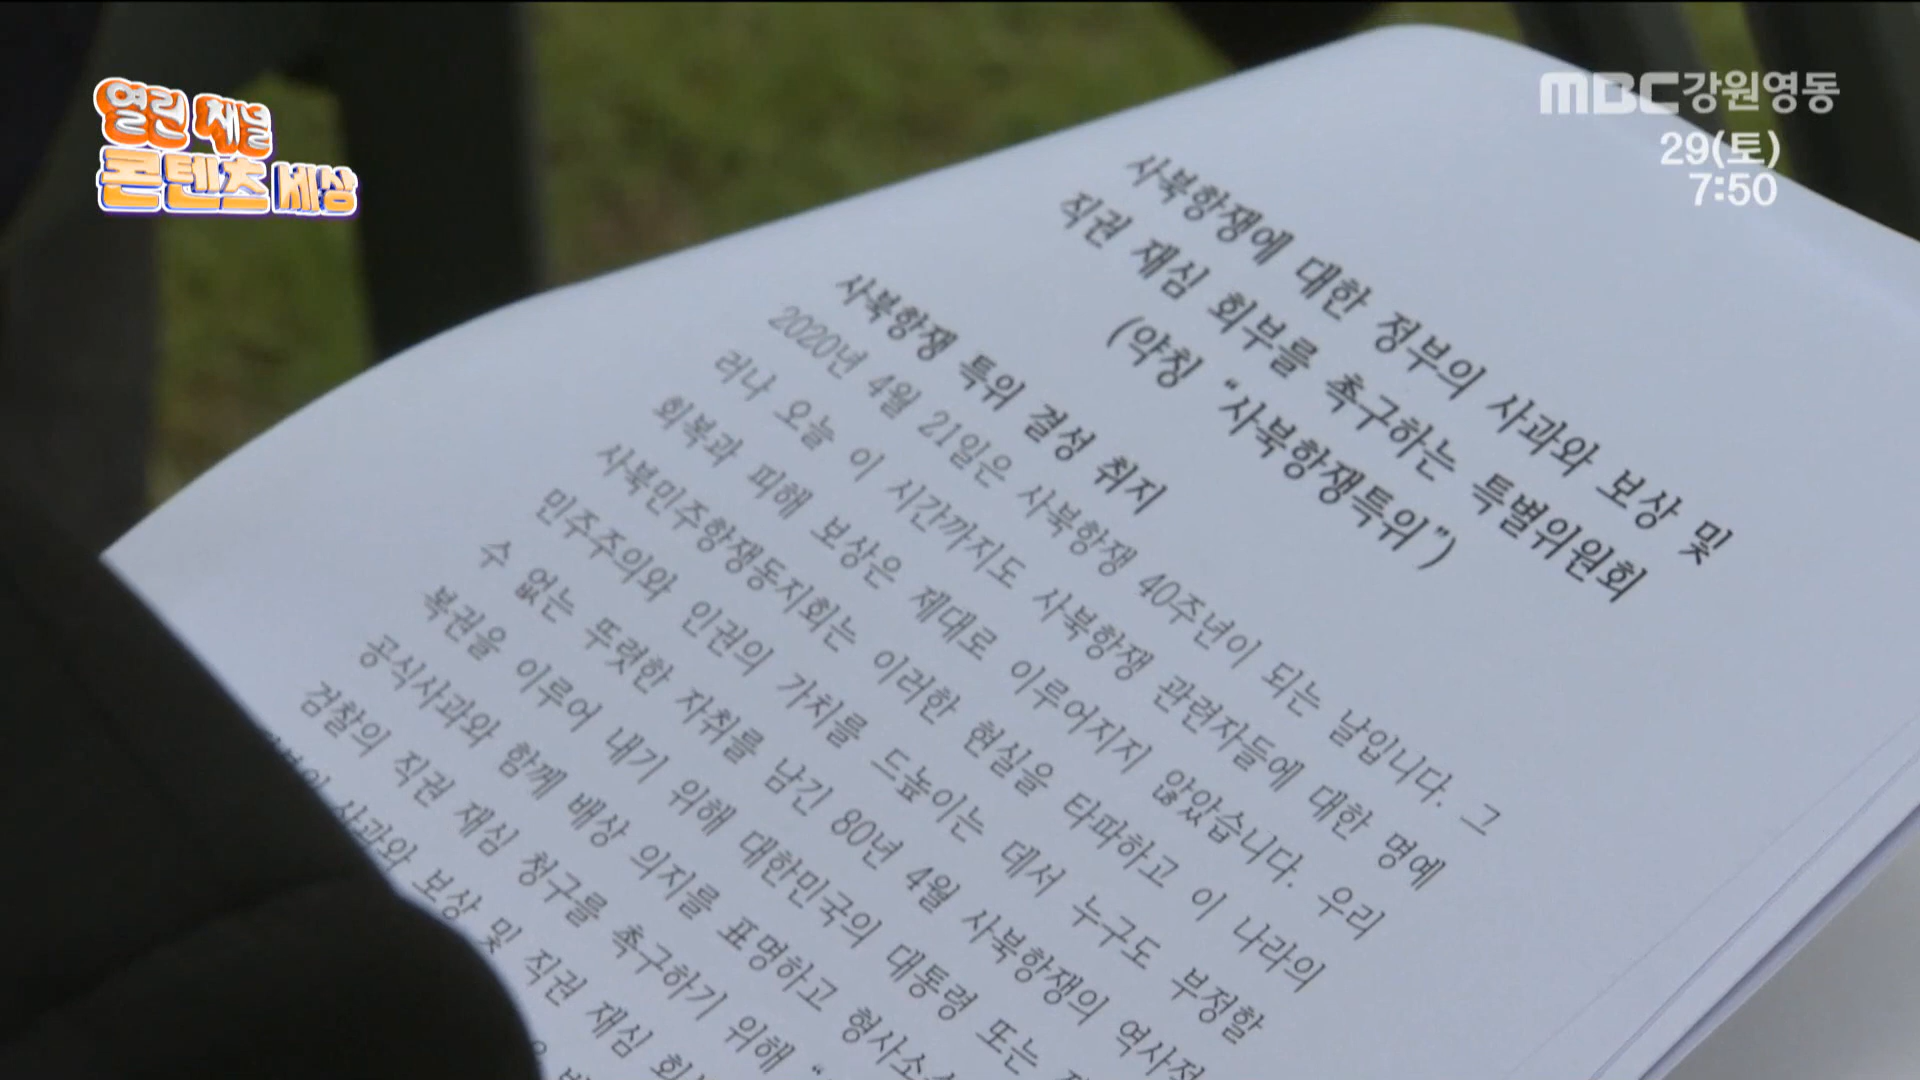 열린 채널
콘텐츠 세상
MBC강원영동
29(토)
7:50
사북항쟁에 대한 정부의 사과와 보상 및
직권 재심 회부를 촉구하는 특별위원회
(약칭 “사북항쟁특위”)
사북항쟁 특위 결성 취지
2020년 4월 21일은 사북항쟁 40주년이 되는 날입니다. 그
러나 오늘 이 시간까지도 사북항쟁 관련자들에 대한 명예
회복과 피해 보상은 제대로 이루어지지 않았습니다. 우리
사북민주항쟁동지회는 이러한 현실을 타파하고 이 나라의
민주주의와 인권의 가치를 드높이는 데서 누구도 부정할
수 없는 뚜렷한 자취를 남긴 80년 4월 사북항쟁의
복권을 이루어 내기 위해 대한민국의 대통령 또는
공식사과와 함께 배상 의지를 표명하고
검찰의 직권 재심 청구를 촉구하기 위해 “
사과와 보상 및 직권 재심